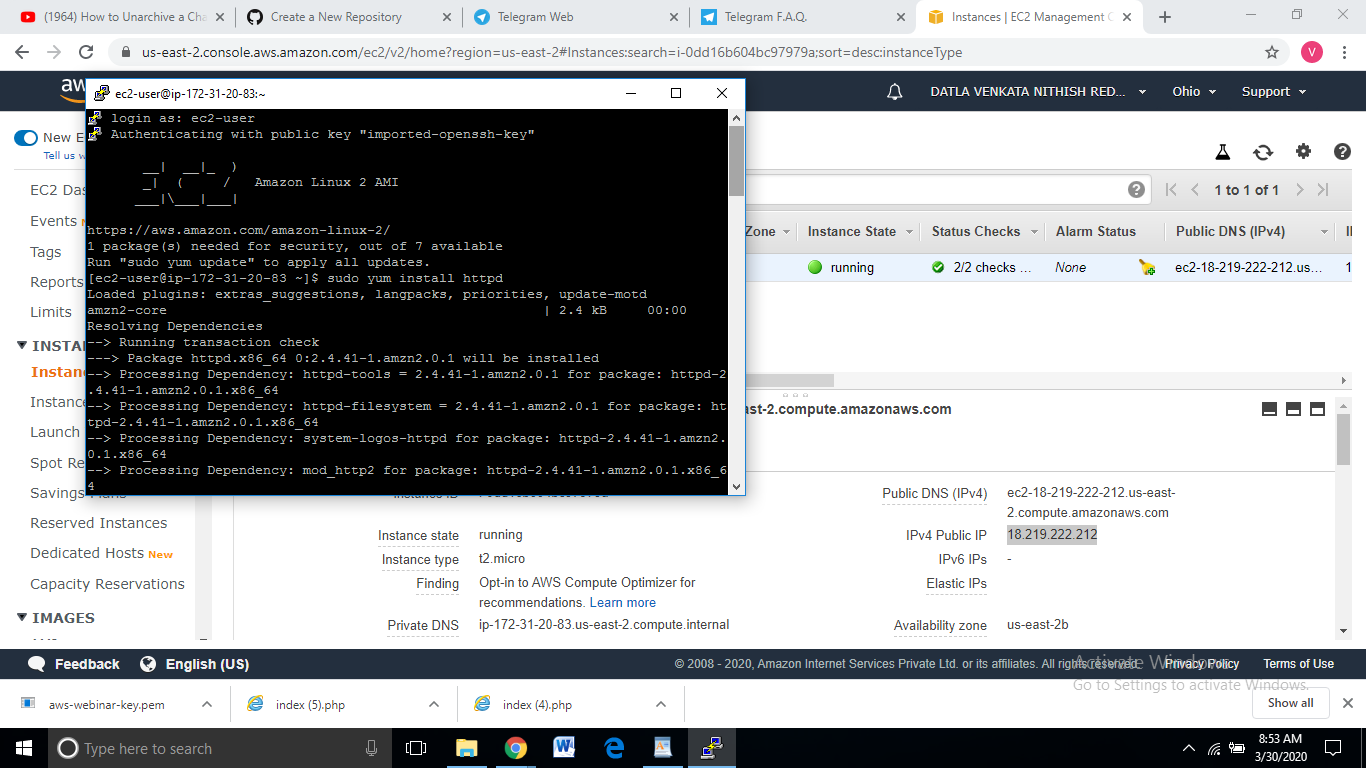 (1964) How to Unarchive a Cha
Create a New Repository
Telegram Web
Telegram F.A.Q.
Instances | EC2 Management C
us-east-2.console.aws.amazon.com/ec2/v2/home?region=us-east-2#Instances:search=i-0dd16b604bc97979a;sort=desc:instanceType
V
aws
DATLA VENKATA NITHISH RED...
Ohio
Support
ec2-user@ip-172-31-20-83:~
login as: ec2-user
Authenticating with public key "imported-openssh-key"
Amazon Linux 2 AMI
https://aws.amazon.com/amazon-linux-2/
1 package(s) needed for security, out of 7 available
Run "sudo yum update" to apply all updates.
[ec2-user@ip-172-31-20-83 ~]$ sudo yum install httpd
Loaded plugins: extras_suggestions, langpacks, priorities, update-motd
amzn2-core | 2.4 kB 00:00
Resolving Dependencies
--> Running transaction check
---> Package httpd.x86_64 0:2.4.41-1.amzn2.0.1 will be installed
--> Processing Dependency: httpd-tools = 2.4.41-1.amzn2.0.1 for package: httpd-2
.4.41-1.amzn2.0.1.x86_64
--> Processing Dependency: httpd-filesystem = 2.4.41-1.amzn2.0.1 for package: ht
tpd-2.4.41-1.amzn2.0.1.x86_64
--> Processing Dependency: system-logos-httpd for package: httpd-2.4.41-1.amzn2.
0.1.x86_64
--> Processing Dependency: mod_http2 for package: httpd-2.4.41-1.amzn2.0.1.x86_6
4
New E
Tell us w
EC2 Das
Events
Tags
Reports
Limits
INSTA
Instanc
Instance
Launch
Spot Re
Savings Plans
Reserved Instances
Dedicated Hosts New
Capacity Reservations
IMAGES
1 to 1 of 1
Zone
Instance State
Status Checks
Alarm Status
Public DNS (IPv4)
running
2/2 checks ...
None
ec2-18-219-222-212.us...
1
ast-2.compute.amazonaws.com
Instance state
running
Instance type
t2.micro
Finding
Opt-in to AWS Compute Optimizer for
recommendations. Learn more
Private DNS
ip-172-31-20-83.us-east-2.compute.internal
Public DNS (IPv4)
ec2-18-219-222-212.us-east-
2.compute.amazonaws.com
IPv4 Public IP
18.219.222.212
IPv6 IPs
-
Elastic IPs
Availability zone
us-east-2b
Feedback
English (US)
© 2008 - 2020, Amazon Internet Services Private Ltd. or its affiliates. All rights reserved.
Privacy Policy
Terms of Use
Activate Windows
Go to Settings to activate Windows.
aws-webinar-key.pem
index (5).php
index (4).php
Show all
Type here to search
8:53 AM
3/30/2020